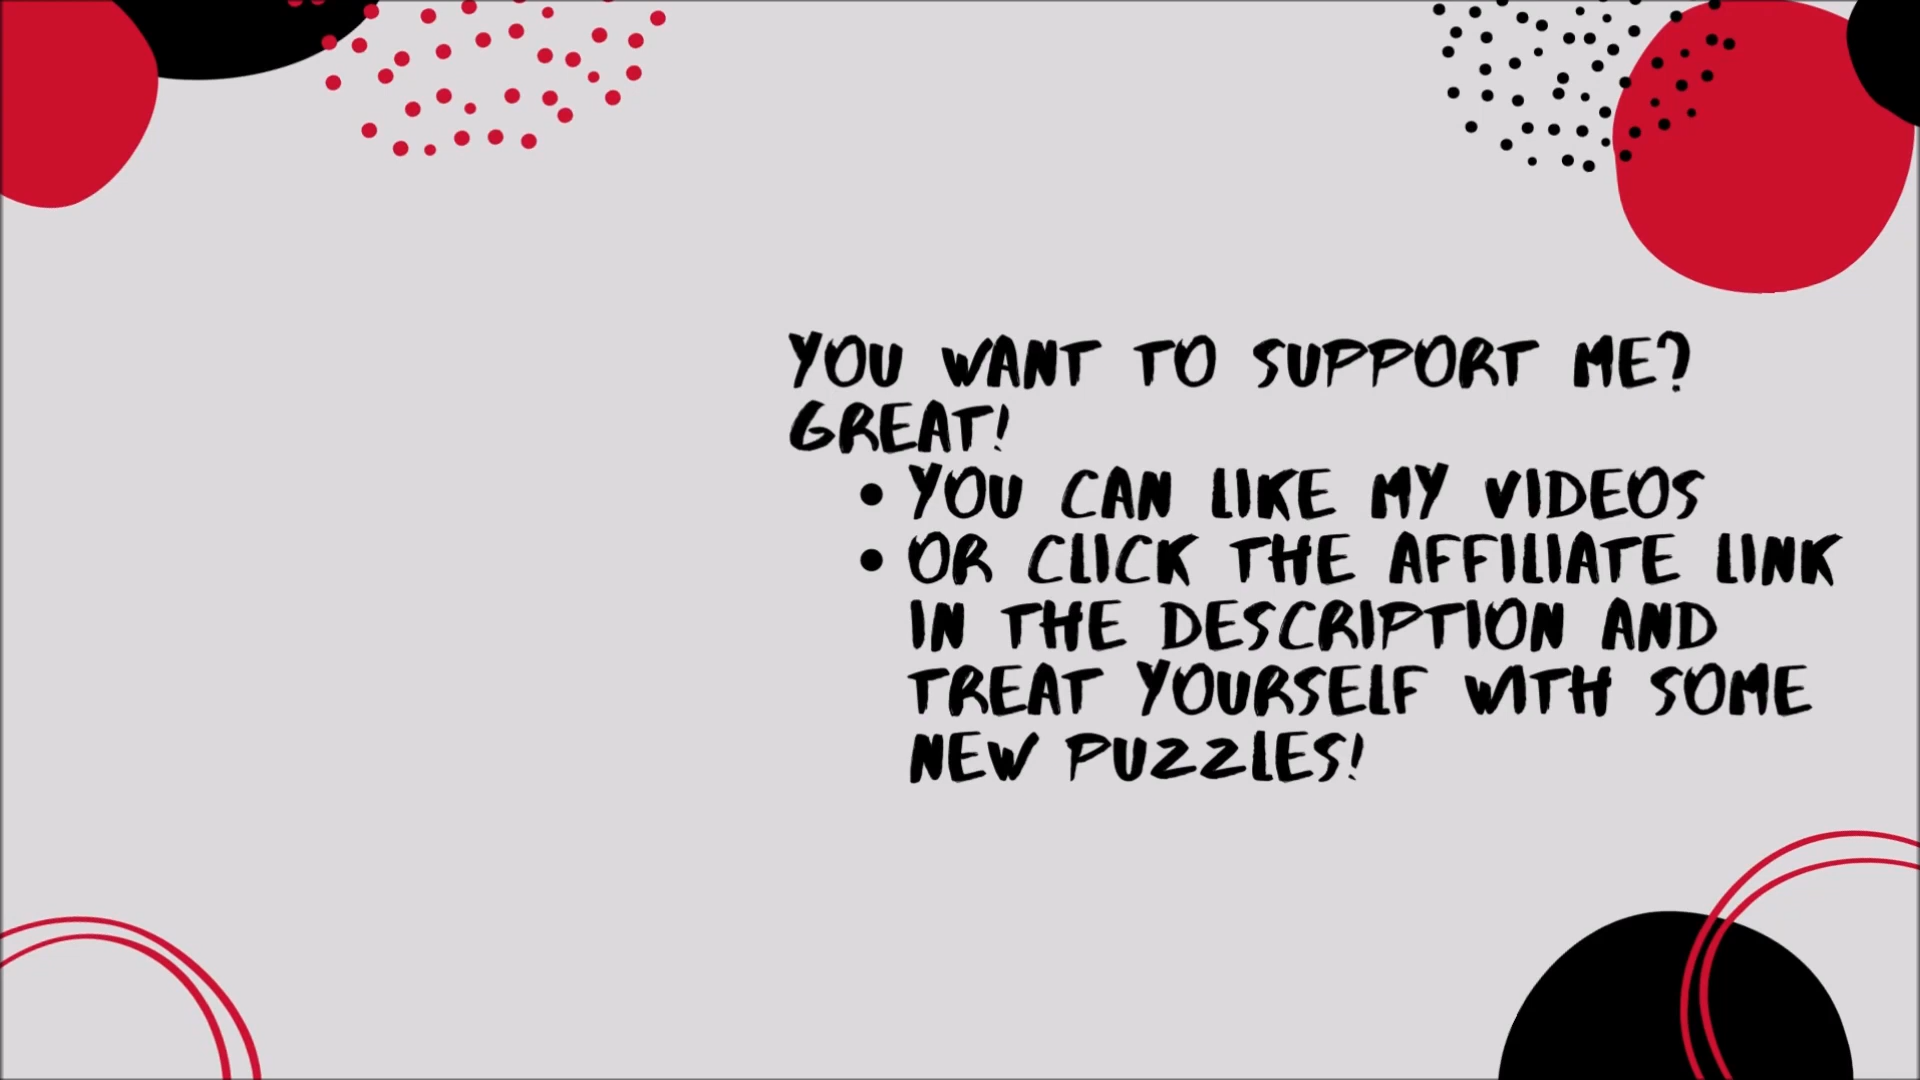 YOU WANT TO SUPPORT ME?
GREAT!
• YOU CAN LIKE MY VIDEOS
• OR CLICK THE AFFILIATE LINK
IN THE DESCRIPTION AND
TREAT YOURSELF WITH SOME
NEW PUZZLES!